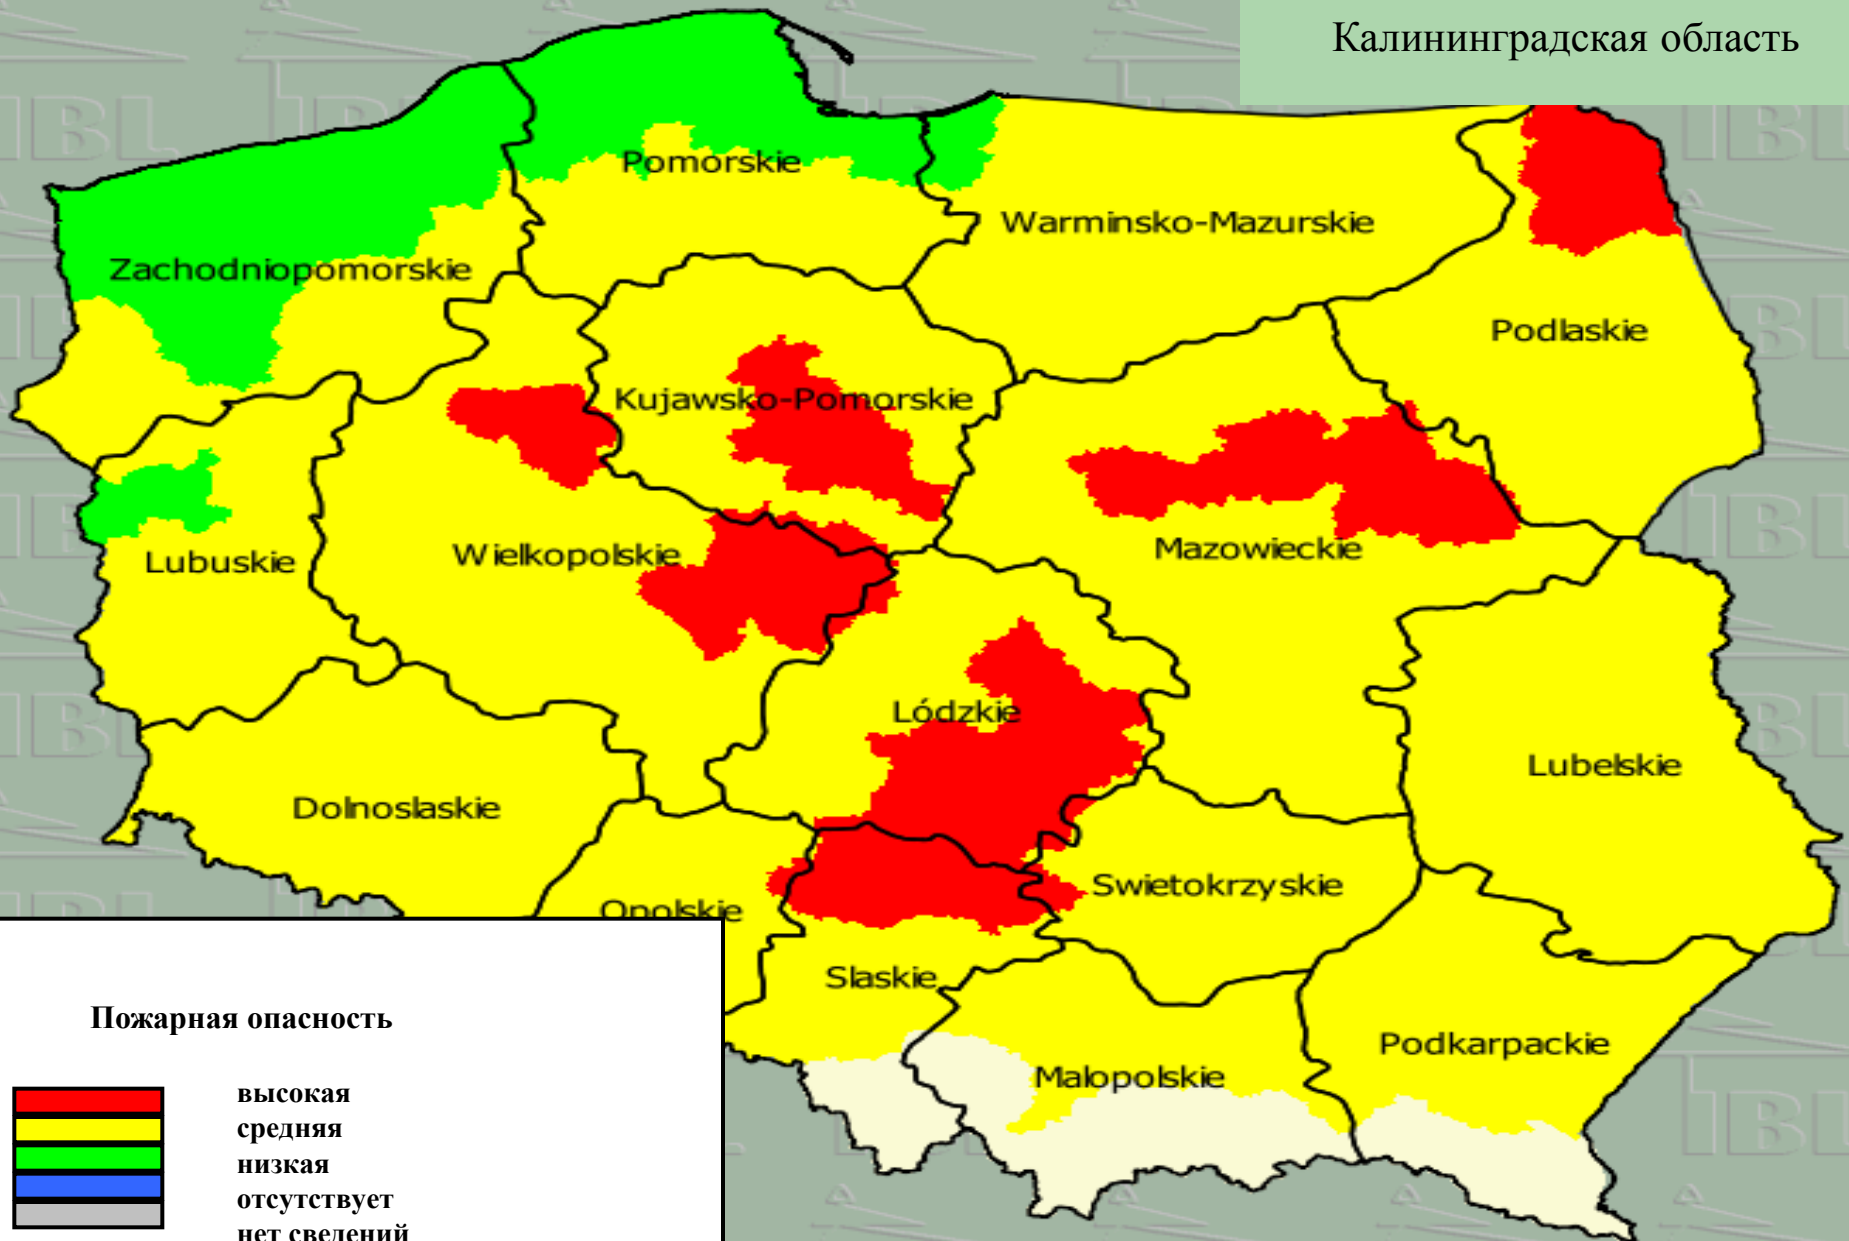 Калининградская область
Pomorskie
Warminsko-Mazurskie
Zachodniopomorskie
Podlaskie
Kujawsko-Pomorskie
Mazowieckie
Wielkopolskie
Lubuskie
Lódzkie
Lubelskie
Dolnoslaskie
Swietokrzyskie
Opolskie
Slaskie
Podkarpackie
Malopolskie
Пожарная опасность
высокая
средняя
низкая
отсутствует
нет сведений
IBL